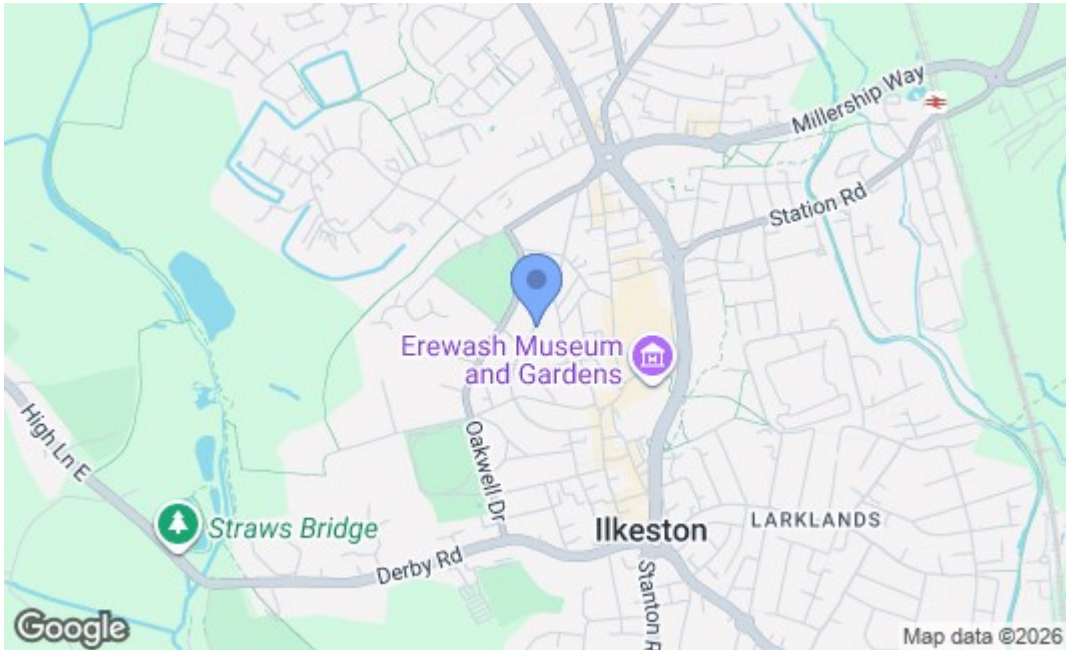 Millership Way
Station Rd
Erewash Museum
and Gardens
High Ln E
Oakwell Dr
Straws Bridge
Ilkeston
LARKLANDS
Derby Rd
Stanton R
Google
Map data ©2026